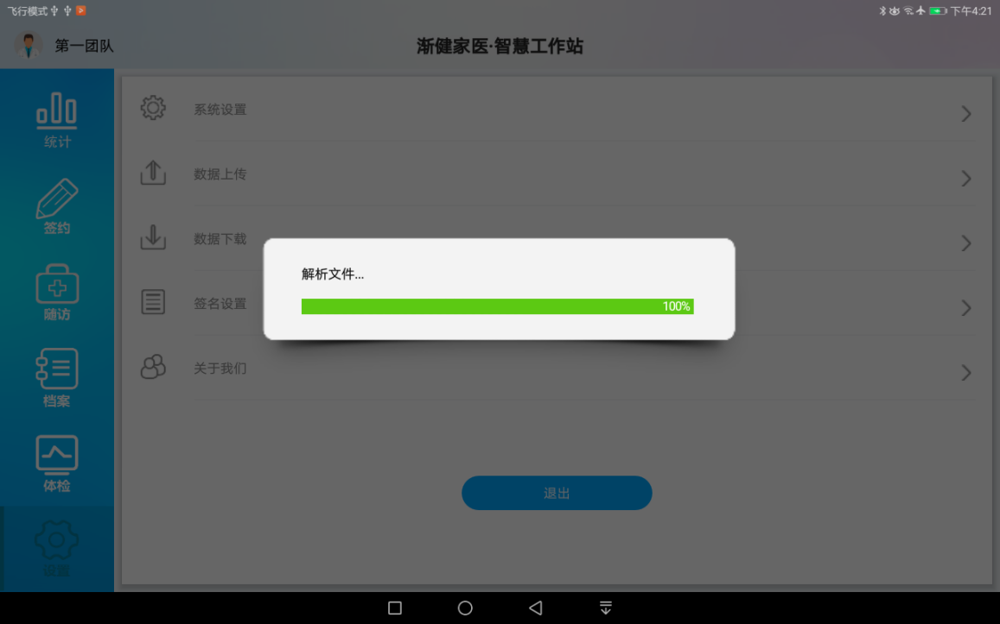 飞行模式
下午4:21
第一团队
渐健家医·智慧工作站
统计
签约
随访
档案
体检
设置
系统设置
数据上传
数据下载
签名设置
关于我们
解析文件...
100%
退出